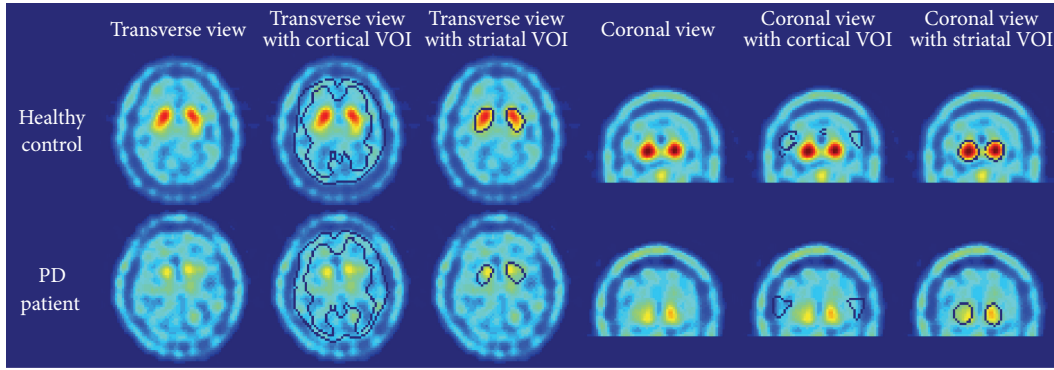 Transverse view
Transverse view
with cortical VOI
Transverse view
with striatal VOI
Coronal view
Coronal view
with cortical VOI
Coronal view
with striatal VOI
Healthy
control
PD
patient